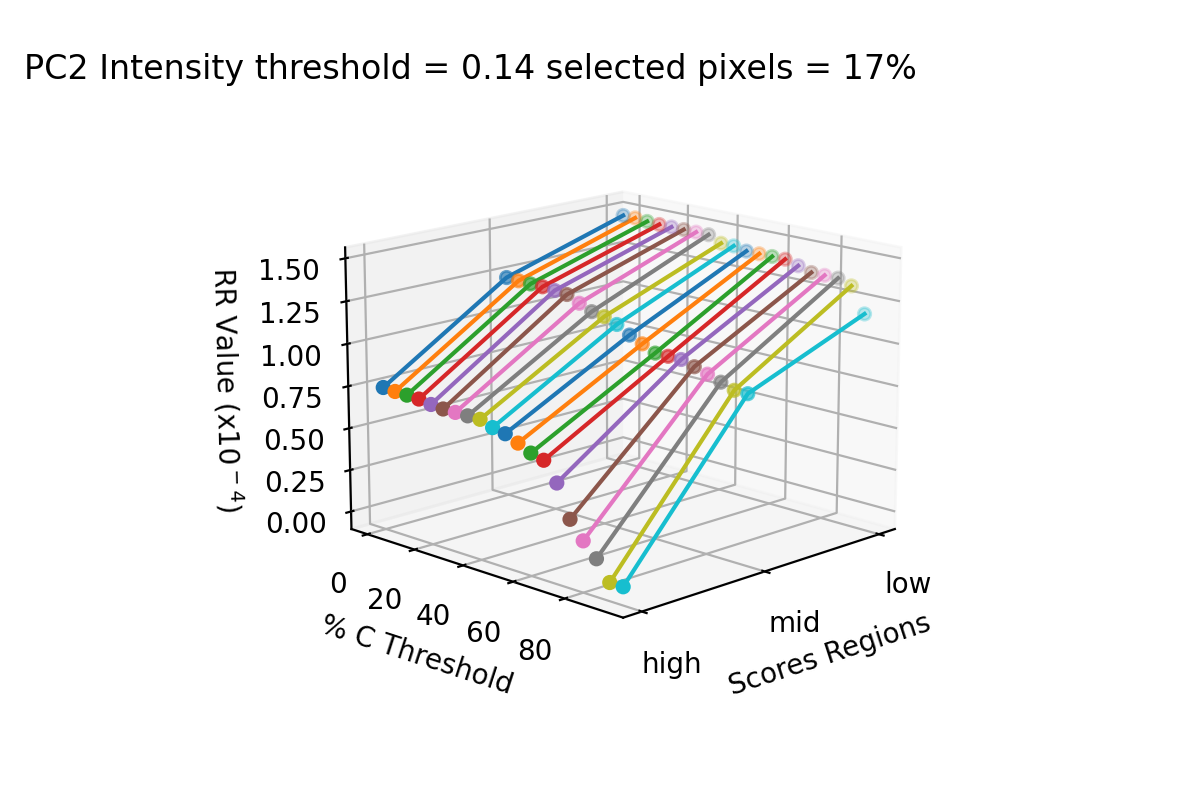 PC2 Intensity threshold = 0.14 selected pixels = 17%
RR Value (x10⁻⁴)
1.50
1.25
1.00
0.75
0.50
0.25
0.00
0
20
40
60
80
% C Threshold
low
mid
high
Scores Regions